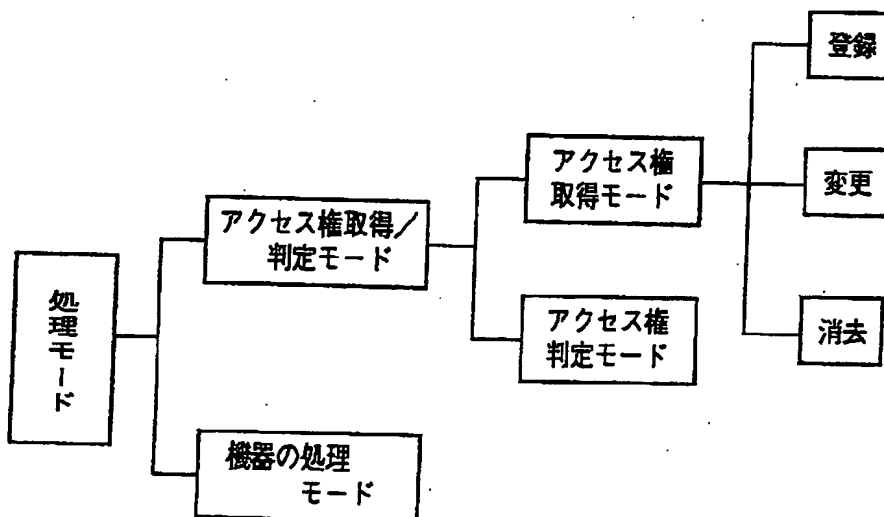 処理モード
アクセス権取得/
判定モード
機器の処理
モード
アクセス権
取得モード
アクセス権
判定モード
登録
変更
消去